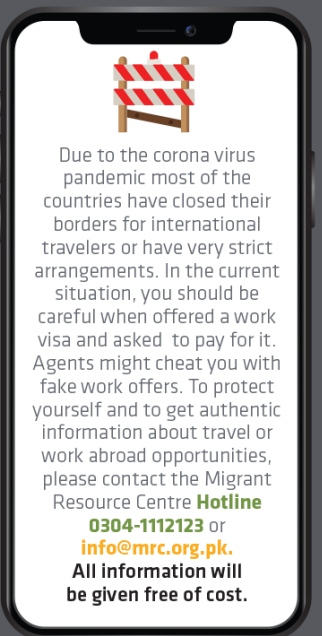 Due to the corona virus
pandemic most of the
countries have closed their
borders for international
travelers or have very strict
arrangements. In the current
situation, you should be
careful when offered a work
visa and asked to pay for it.
Agents might cheat you with
fake work offers. To protect
yourself and to get authentic
information about travel or
work abroad opportunities,
please contact the Migrant
Resource Centre Hotline
0304-1112123 or
info@mrc.org.pk.
All information will
be given free of cost.